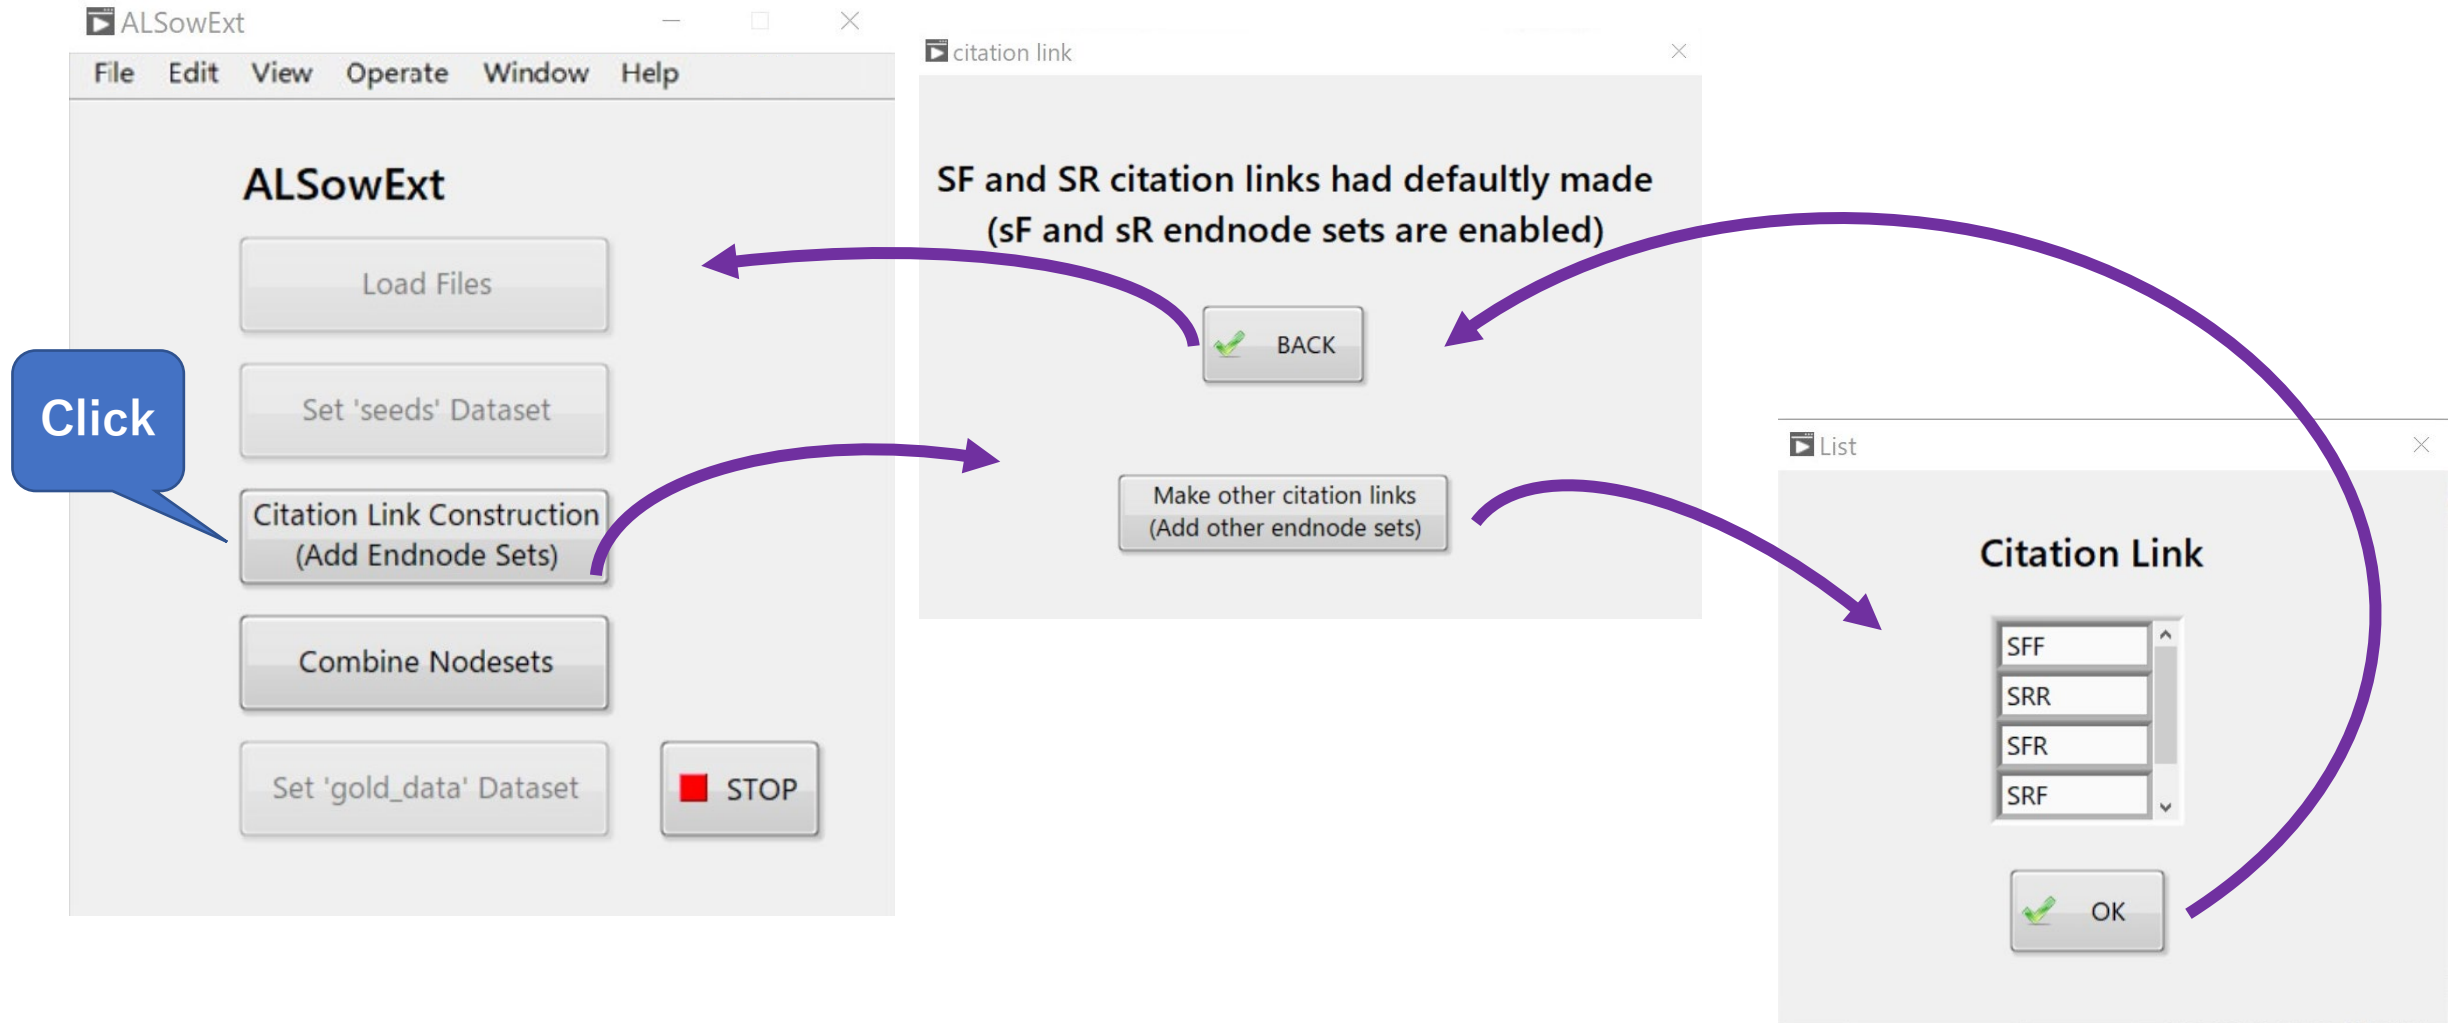 ALSowExt
File Edit View Operate Window Help
ALSowExt
Load Files
Set 'seeds' Dataset
Click
Citation Link Construction
(Add Endnode Sets)
Combine Nodesets
Set 'gold_data' Dataset
STOP
citation link
SF and SR citation links had defaultly made
(sF and sR endnode sets are enabled)
BACK
Make other citation links
(Add other endnode sets)
List
Citation Link
SFF
SRR
SFR
SRF
OK